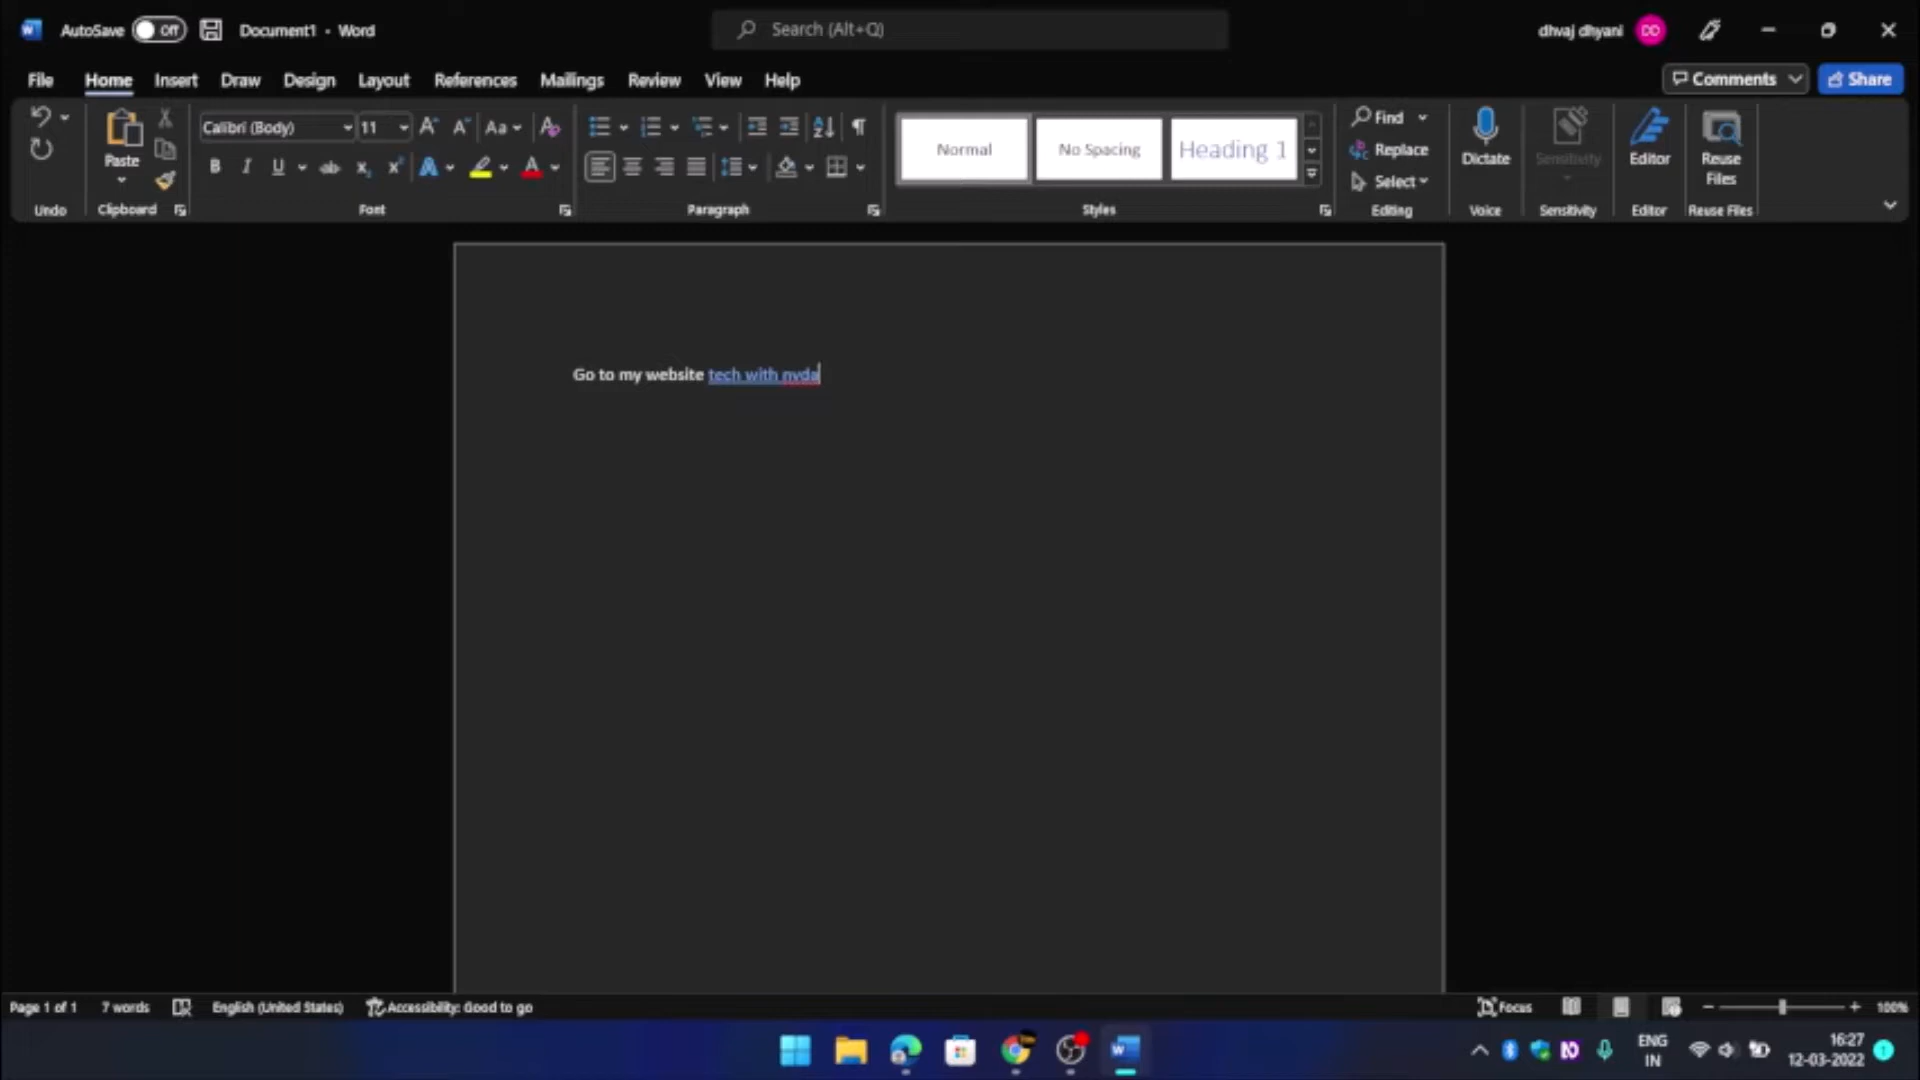 AutoSave Off Document1 - Word Search (Alt+Q) dhwaj dhyani DD
File Home Insert Draw Design Layout References Mailings Review View Help Comments Share
Calibri (Body) 11 A A Aa A Normal No Spacing Heading 1 Find
Paste B I U ab x x A A Replace Dictate Sensitivity Editor Reuse Files
Select
Undo Clipboard Font Paragraph Styles Editing Voice Sensitivity Editor Reuse Files
Go to my website tech with nvda
Page 1 of 1 7 words English (United States) Accessibility: Good to go Focus 100%
ENG IN 16:27
12-03-2022